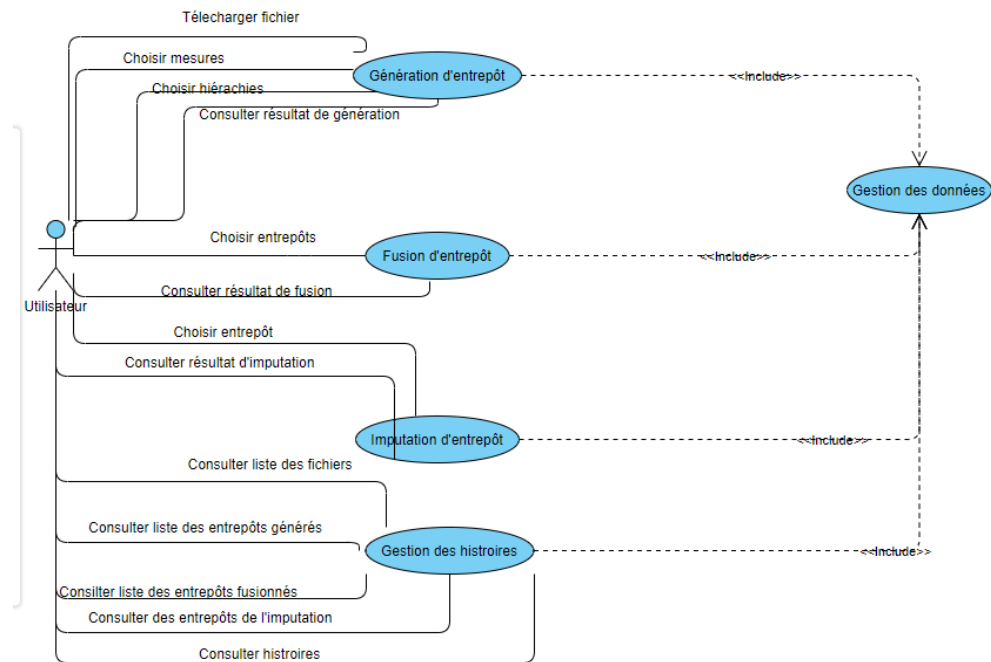 Télecharger fichier
Choisir mesures
Génération d'entrepôt
<<Include>>
Choisir hiérachies
Consulter résultat de génération
Gestion des données
Choisir entrepôts
Fusion d'entrepôt
<<Include>>
Consulter résultat de fusion
Utilisateur
Choisir entrepôt
Consulter résultat d'imputation
Imputation d'entrepôt
<<Include>>
Consulter liste des fichiers
Consulter liste des entrepôts générés
Gestion des histroires
<<Include>>
Consilter liste des entrepôts fusionnés
Consulter des entrepôts de l'imputation
Consulter histroires